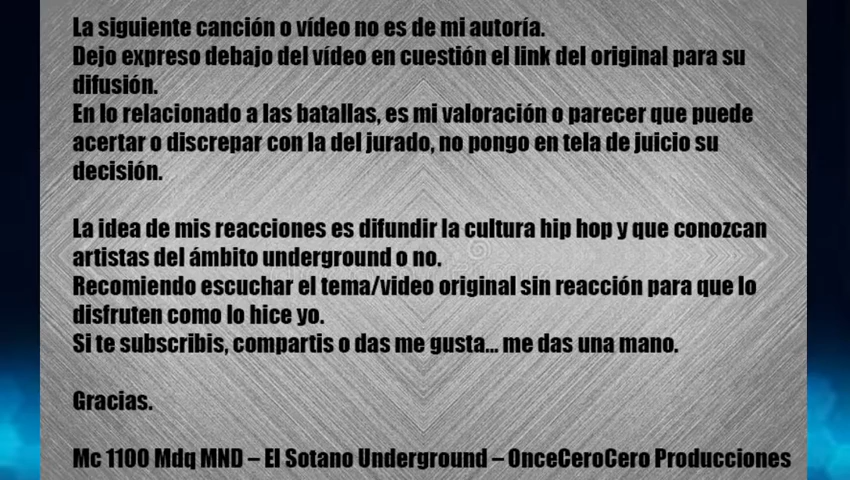 La siguiente canción o vídeo no es de mi autoría.
Dejo expreso debajo del vídeo en cuestión el link del original para su
difusión.
En lo relacionado a las batallas, es mi valoración o parecer que puede
acertar o discrepar con la del jurado, no pongo en tela de juicio su
decisión.
La idea de mis reacciones es difundir la cultura hip hop y que conozcan
artistas del ámbito underground o no.
Recomiendo escuchar el tema/video original sin reacción para que lo
disfruten como lo hice yo.
Si te subscribis, compartis o das me gusta... me das una mano.
Gracias.
Mc 1100 Mdq MND – El Sotano Underground – OnceCeroCero Producciones